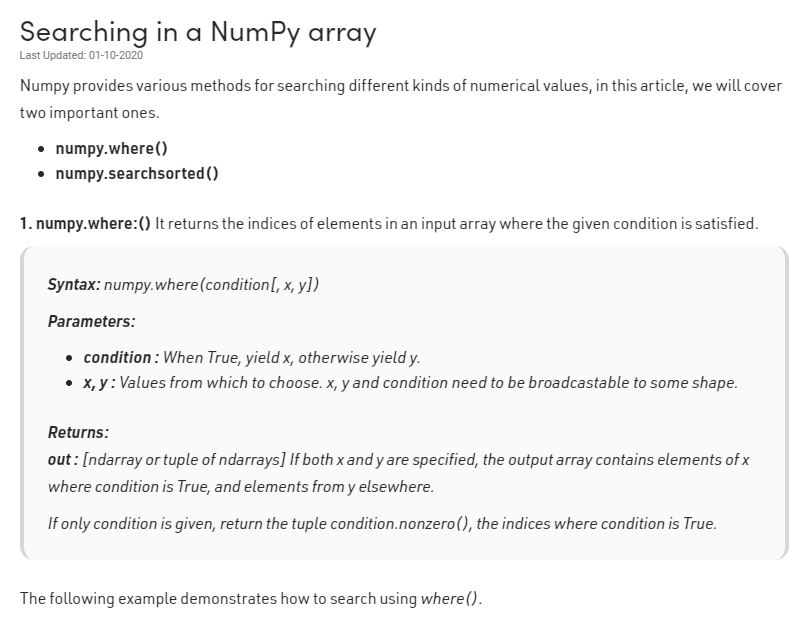 Searching in a NumPy array
Last Updated: 01-10-2020
Numpy provides various methods for searching different kinds of numerical values, in this article, we will cover
two important ones.
• numpy.where()
• numpy.searchsorted()
1. numpy.where:() It returns the indices of elements in an input array where the given condition is satisfied.
Syntax: numpy.where(condition[, x, y])
Parameters:
• condition : When True, yield x, otherwise yield y.
• x, y : Values from which to choose. x, y and condition need to be broadcastable to some shape.
Returns:
out : [ndarray or tuple of ndarrays] If both x and y are specified, the output array contains elements of x
where condition is True, and elements from y elsewhere.
If only condition is given, return the tuple condition.nonzero(), the indices where condition is True.
The following example demonstrates how to search using where().